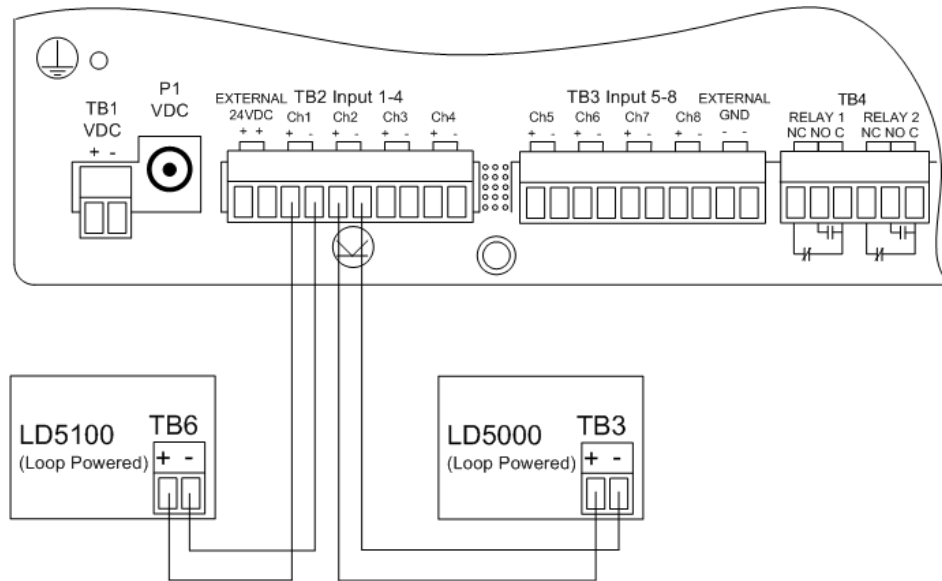 P1
VDC
TB1
VDC
+ -
EXTERNAL
24VDC
+ +
TB2 Input 1-4
Ch1 Ch2 Ch3 Ch4
+ - + - + - + -
TB3 Input 5-8
Ch5 Ch6 Ch7 Ch8
+ - + - + - + -
EXTERNAL
GND
- -
TB4
RELAY 1 RELAY 2
NC NO C NC NO C
LD5100
(Loop Powered)
TB6
+ -
LD5000
(Loop Powered)
TB3
+ -